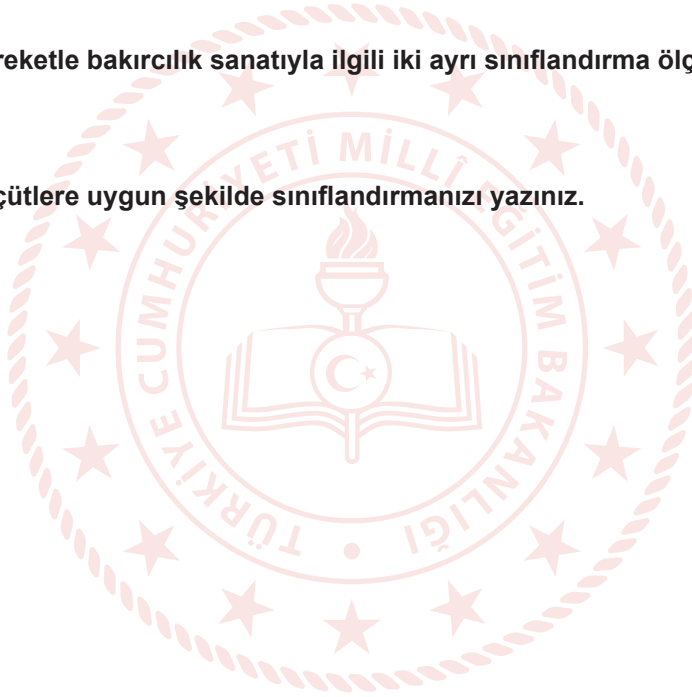 reketle bakırcılık sanatıyla ilgili iki ayrı sınıflandırma ölç
çütlere uygun şekilde sınıflandırmanızı yazınız.
TÜRKİYE CUMHURİYETİ MİLLÎ EĞİTİM BAKANLIĞI